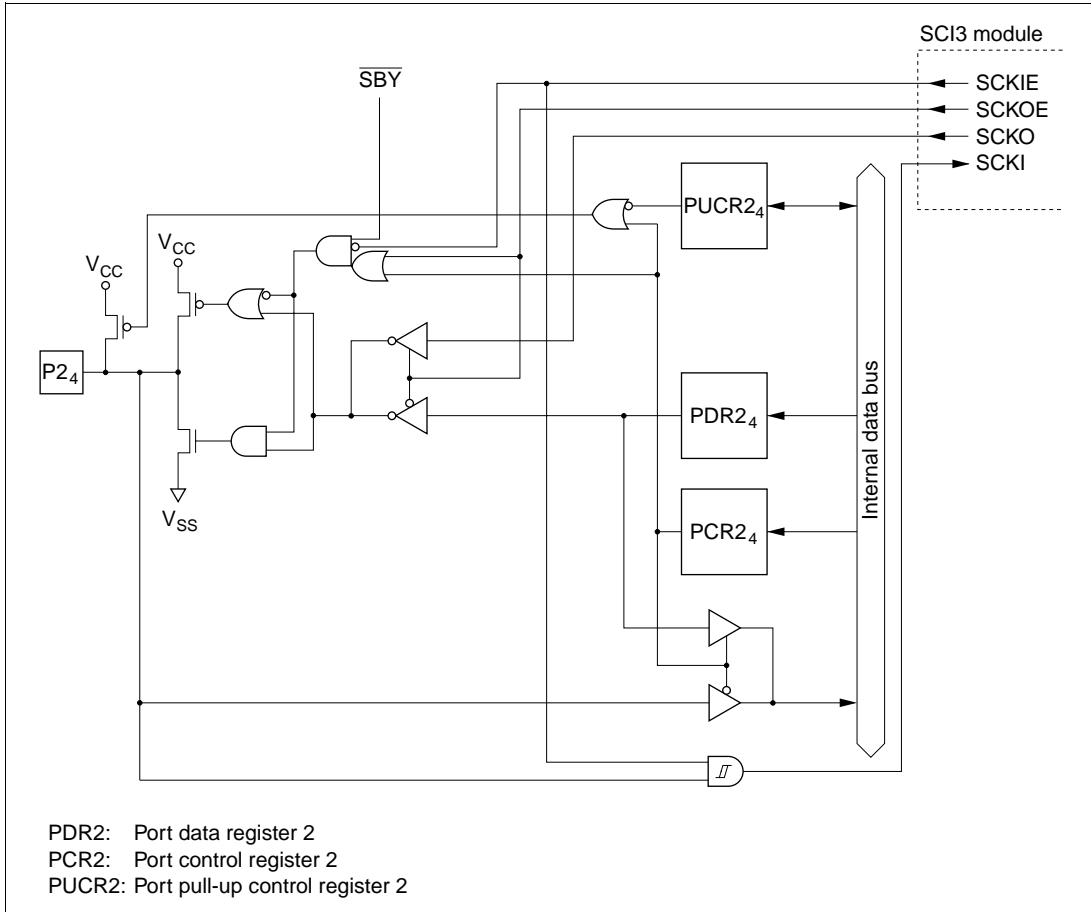 SCI3 module
SBY
SCKIE
SCKOE
SCKO
SCKI
PUCR2₄
V_CC
V_CC
P2₄
PDR2₄
Internal data bus
PCR2₄
V_SS
PDR2: Port data register 2
PCR2: Port control register 2
PUCR2: Port pull-up control register 2